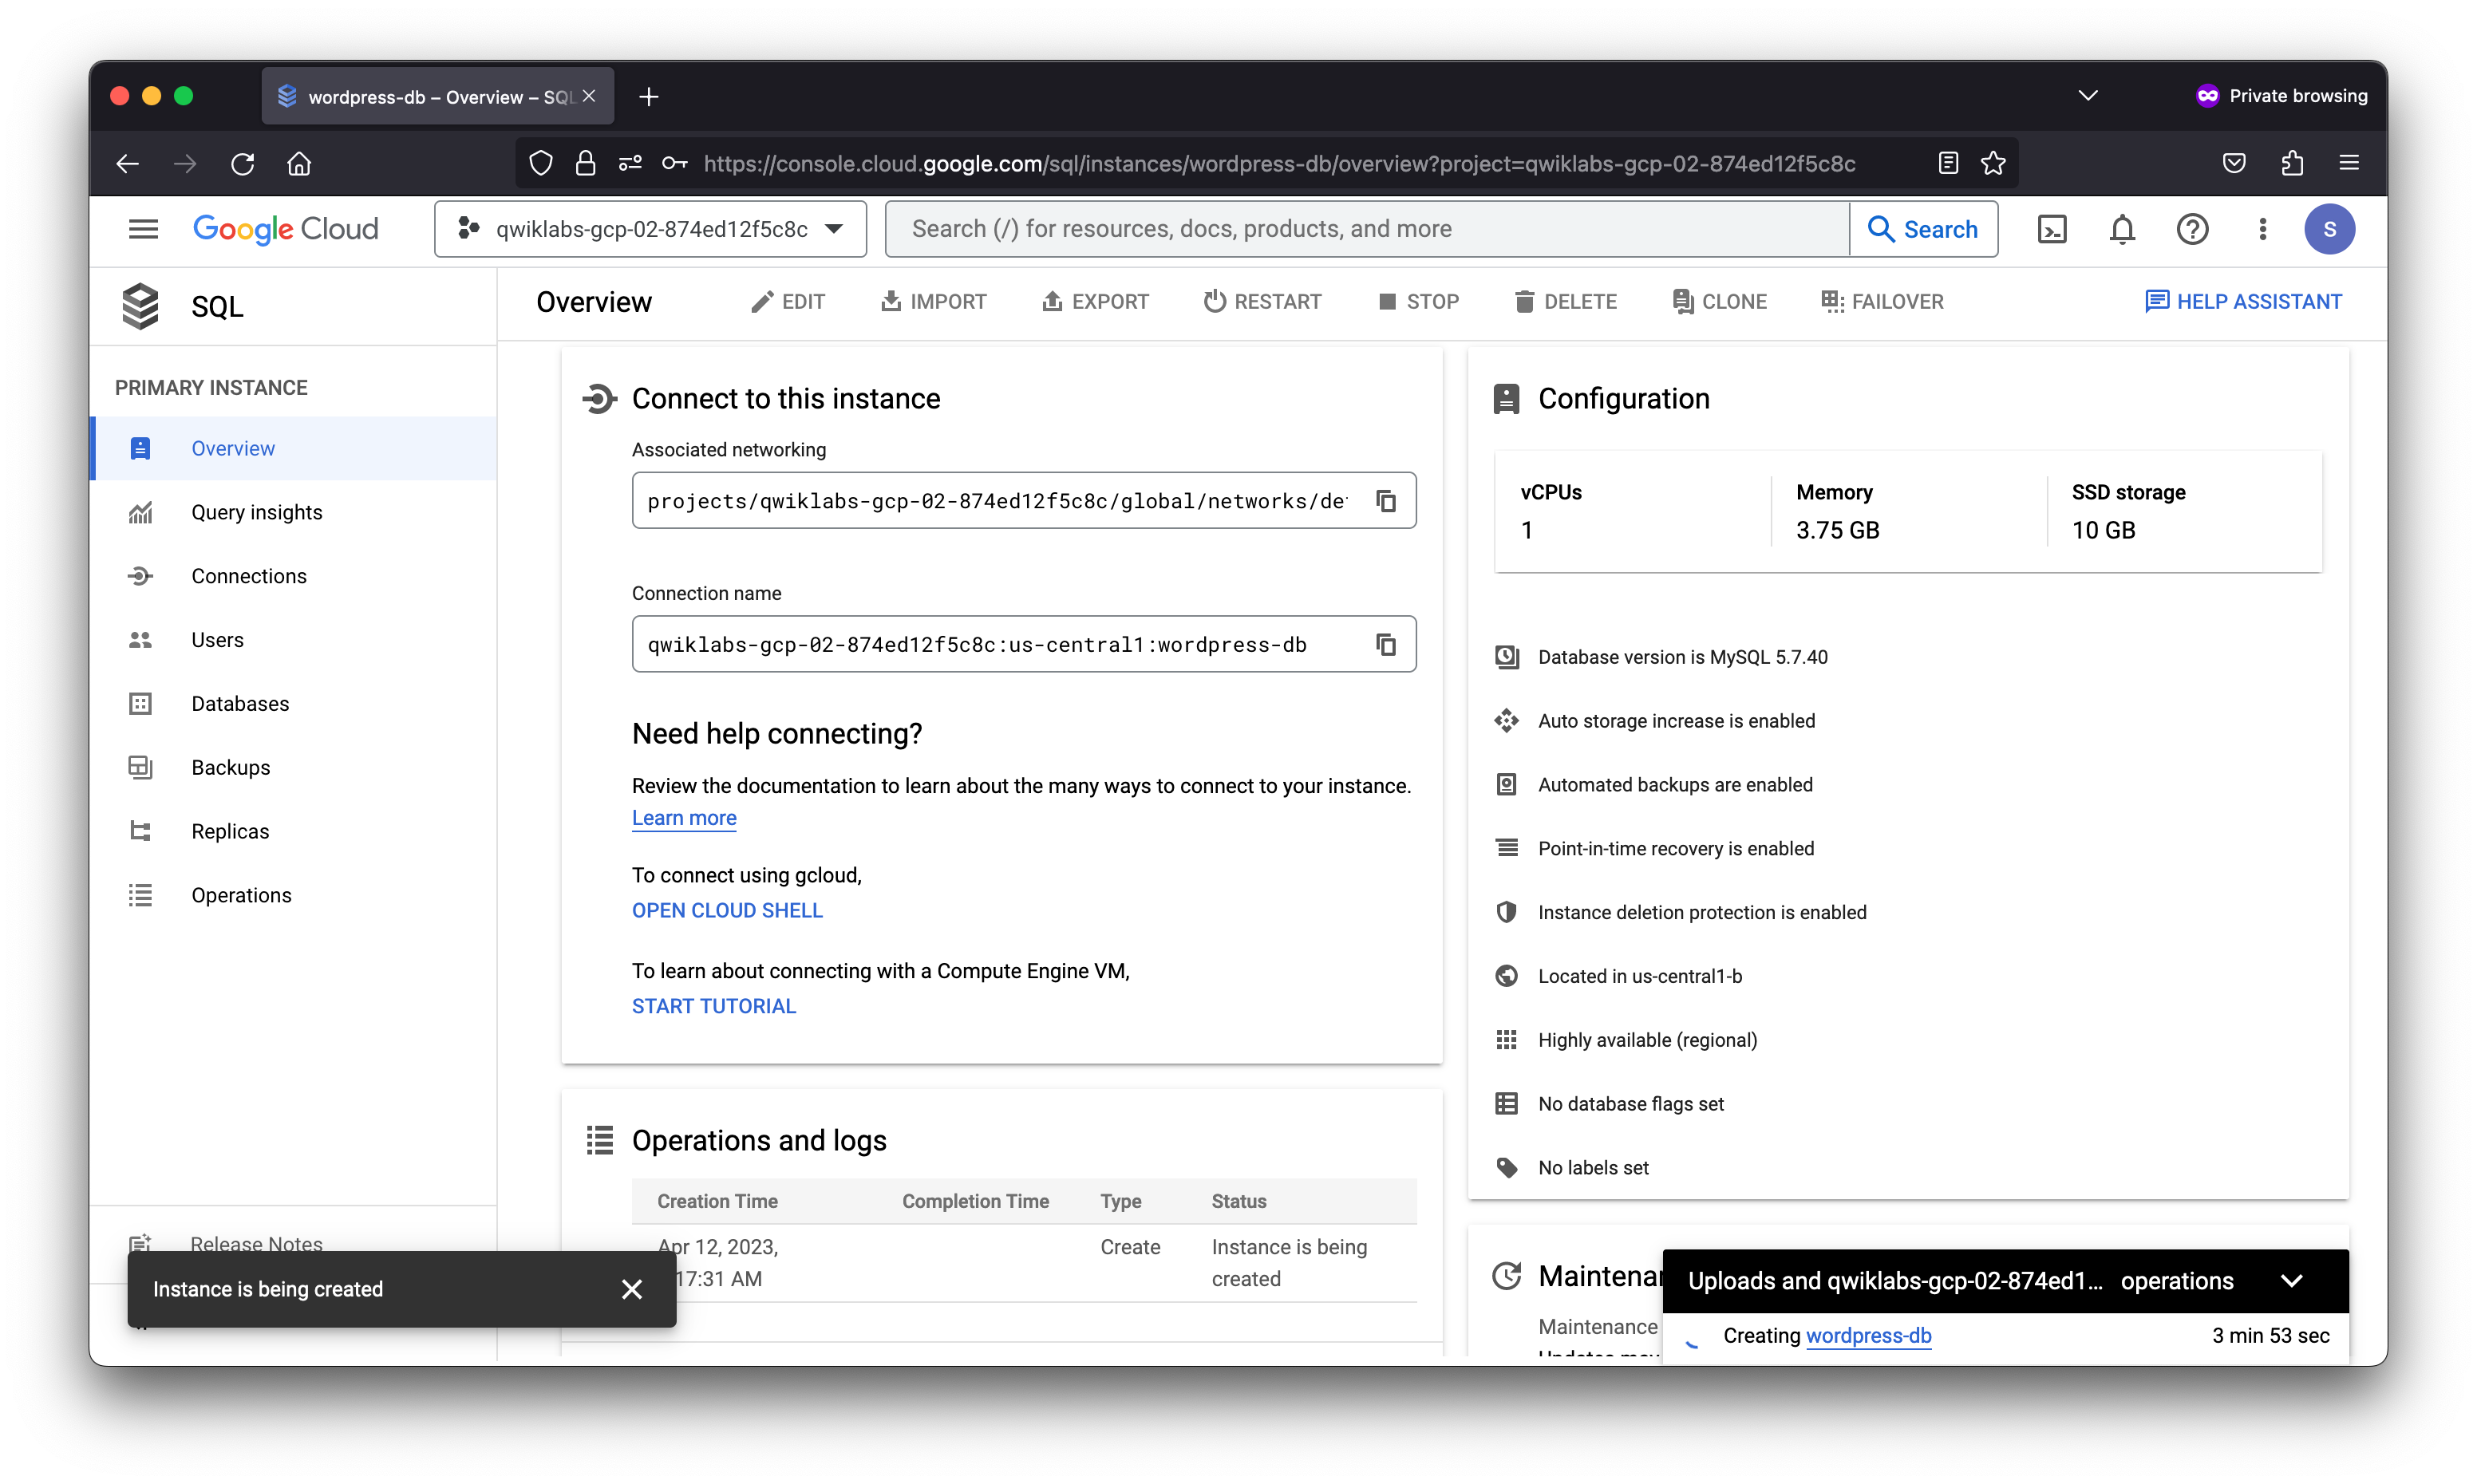 wordpress-db – Overview – SQL
Private browsing
https://console.cloud.google.com/sql/instances/wordpress-db/overview?project=qwiklabs-gcp-02-874ed12f5c8c
Google Cloud
qwiklabs-gcp-02-874ed12f5c8c
Search (/) for resources, docs, products, and more
Search
S
SQL
Overview
EDIT
IMPORT
EXPORT
RESTART
STOP
DELETE
CLONE
FAILOVER
HELP ASSISTANT
PRIMARY INSTANCE
Overview
Query insights
Connections
Users
Databases
Backups
Replicas
Operations
Release Notes
Instance is being created
Connect to this instance
Associated networking
projects/qwiklabs-gcp-02-874ed12f5c8c/global/networks/de
Connection name
qwiklabs-gcp-02-874ed12f5c8c:us-central1:wordpress-db
Need help connecting?
Review the documentation to learn about the many ways to connect to your instance.
Learn more
To connect using gcloud,
OPEN CLOUD SHELL
To learn about connecting with a Compute Engine VM,
START TUTORIAL
Operations and logs
Creation Time Completion Time Type Status
Apr 12, 2023, Create Instance is being
17:31 AM created
Configuration
vCPUs Memory SSD storage
1 3.75 GB 10 GB
Database version is MySQL 5.7.40
Auto storage increase is enabled
Automated backups are enabled
Point-in-time recovery is enabled
Instance deletion protection is enabled
Located in us-central1-b
Highly available (regional)
No database flags set
No labels set
Maintenance
Uploads and qwiklabs-gcp-02-874ed1... operations
Creating wordpress-db 3 min 53 sec